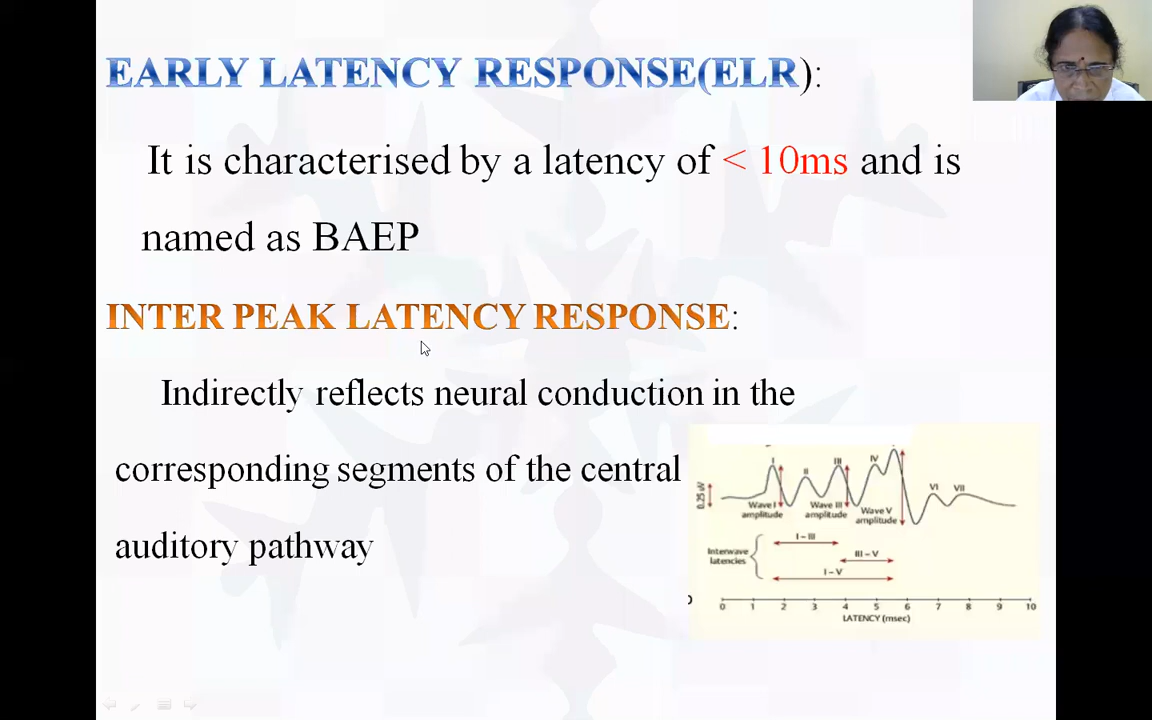 EARLY LATENCY RESPONSE(ELR):
It is characterised by a latency of < 10ms and is
named as BAEP
INTER PEAK LATENCY RESPONSE:
Indirectly reflects neural conduction in the
corresponding segments of the central
auditory pathway
I II III IV VI VII
0.25 uV
Wave I
amplitude
Wave III
amplitude
Wave V
amplitude
Interwave
latencies
I – III
III – V
I – V
0 1 2 3 4 5 6 7 8 9 10
LATENCY (msec)